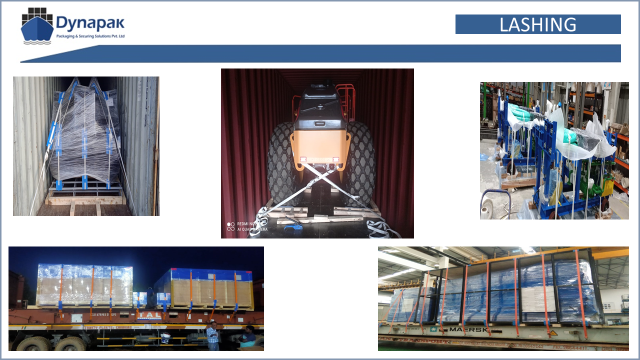 Dynapak
Packaging & Securing Solutions Pvt. Ltd
LASHING
MAERSK